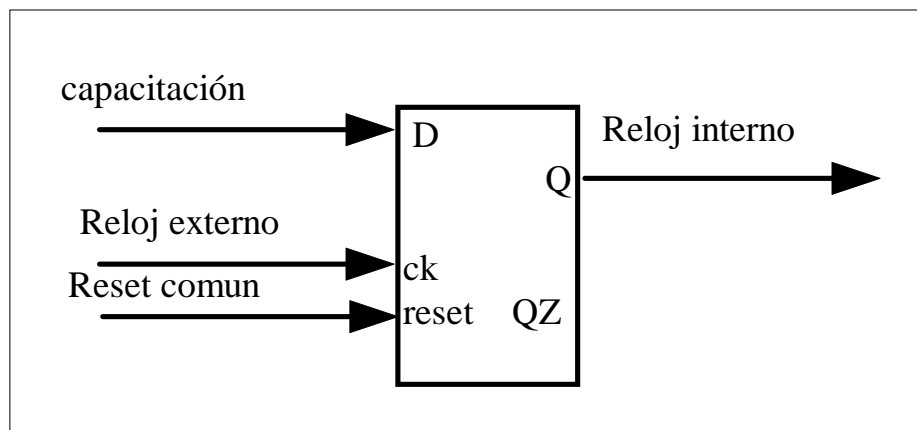 capacitación
D
Reloj interno
Q
Reloj externo
ck
Reset comun
reset
QZ